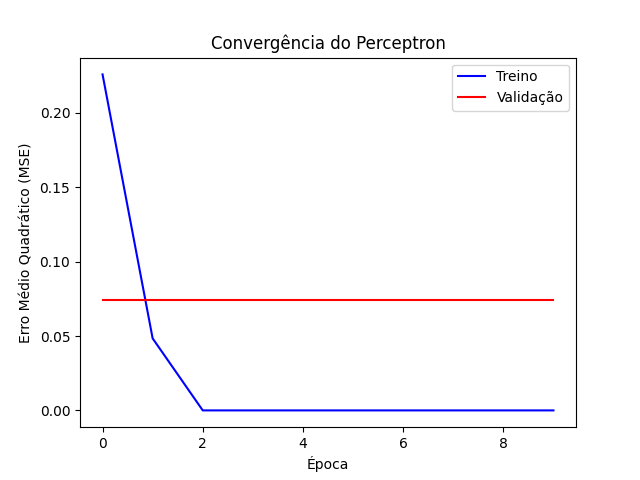 Convergência do Perceptron
Treino
Validação
Erro Médio Quadrático (MSE)
0.20
0.15
0.10
0.05
0.00
0
2
4
6
8
Época